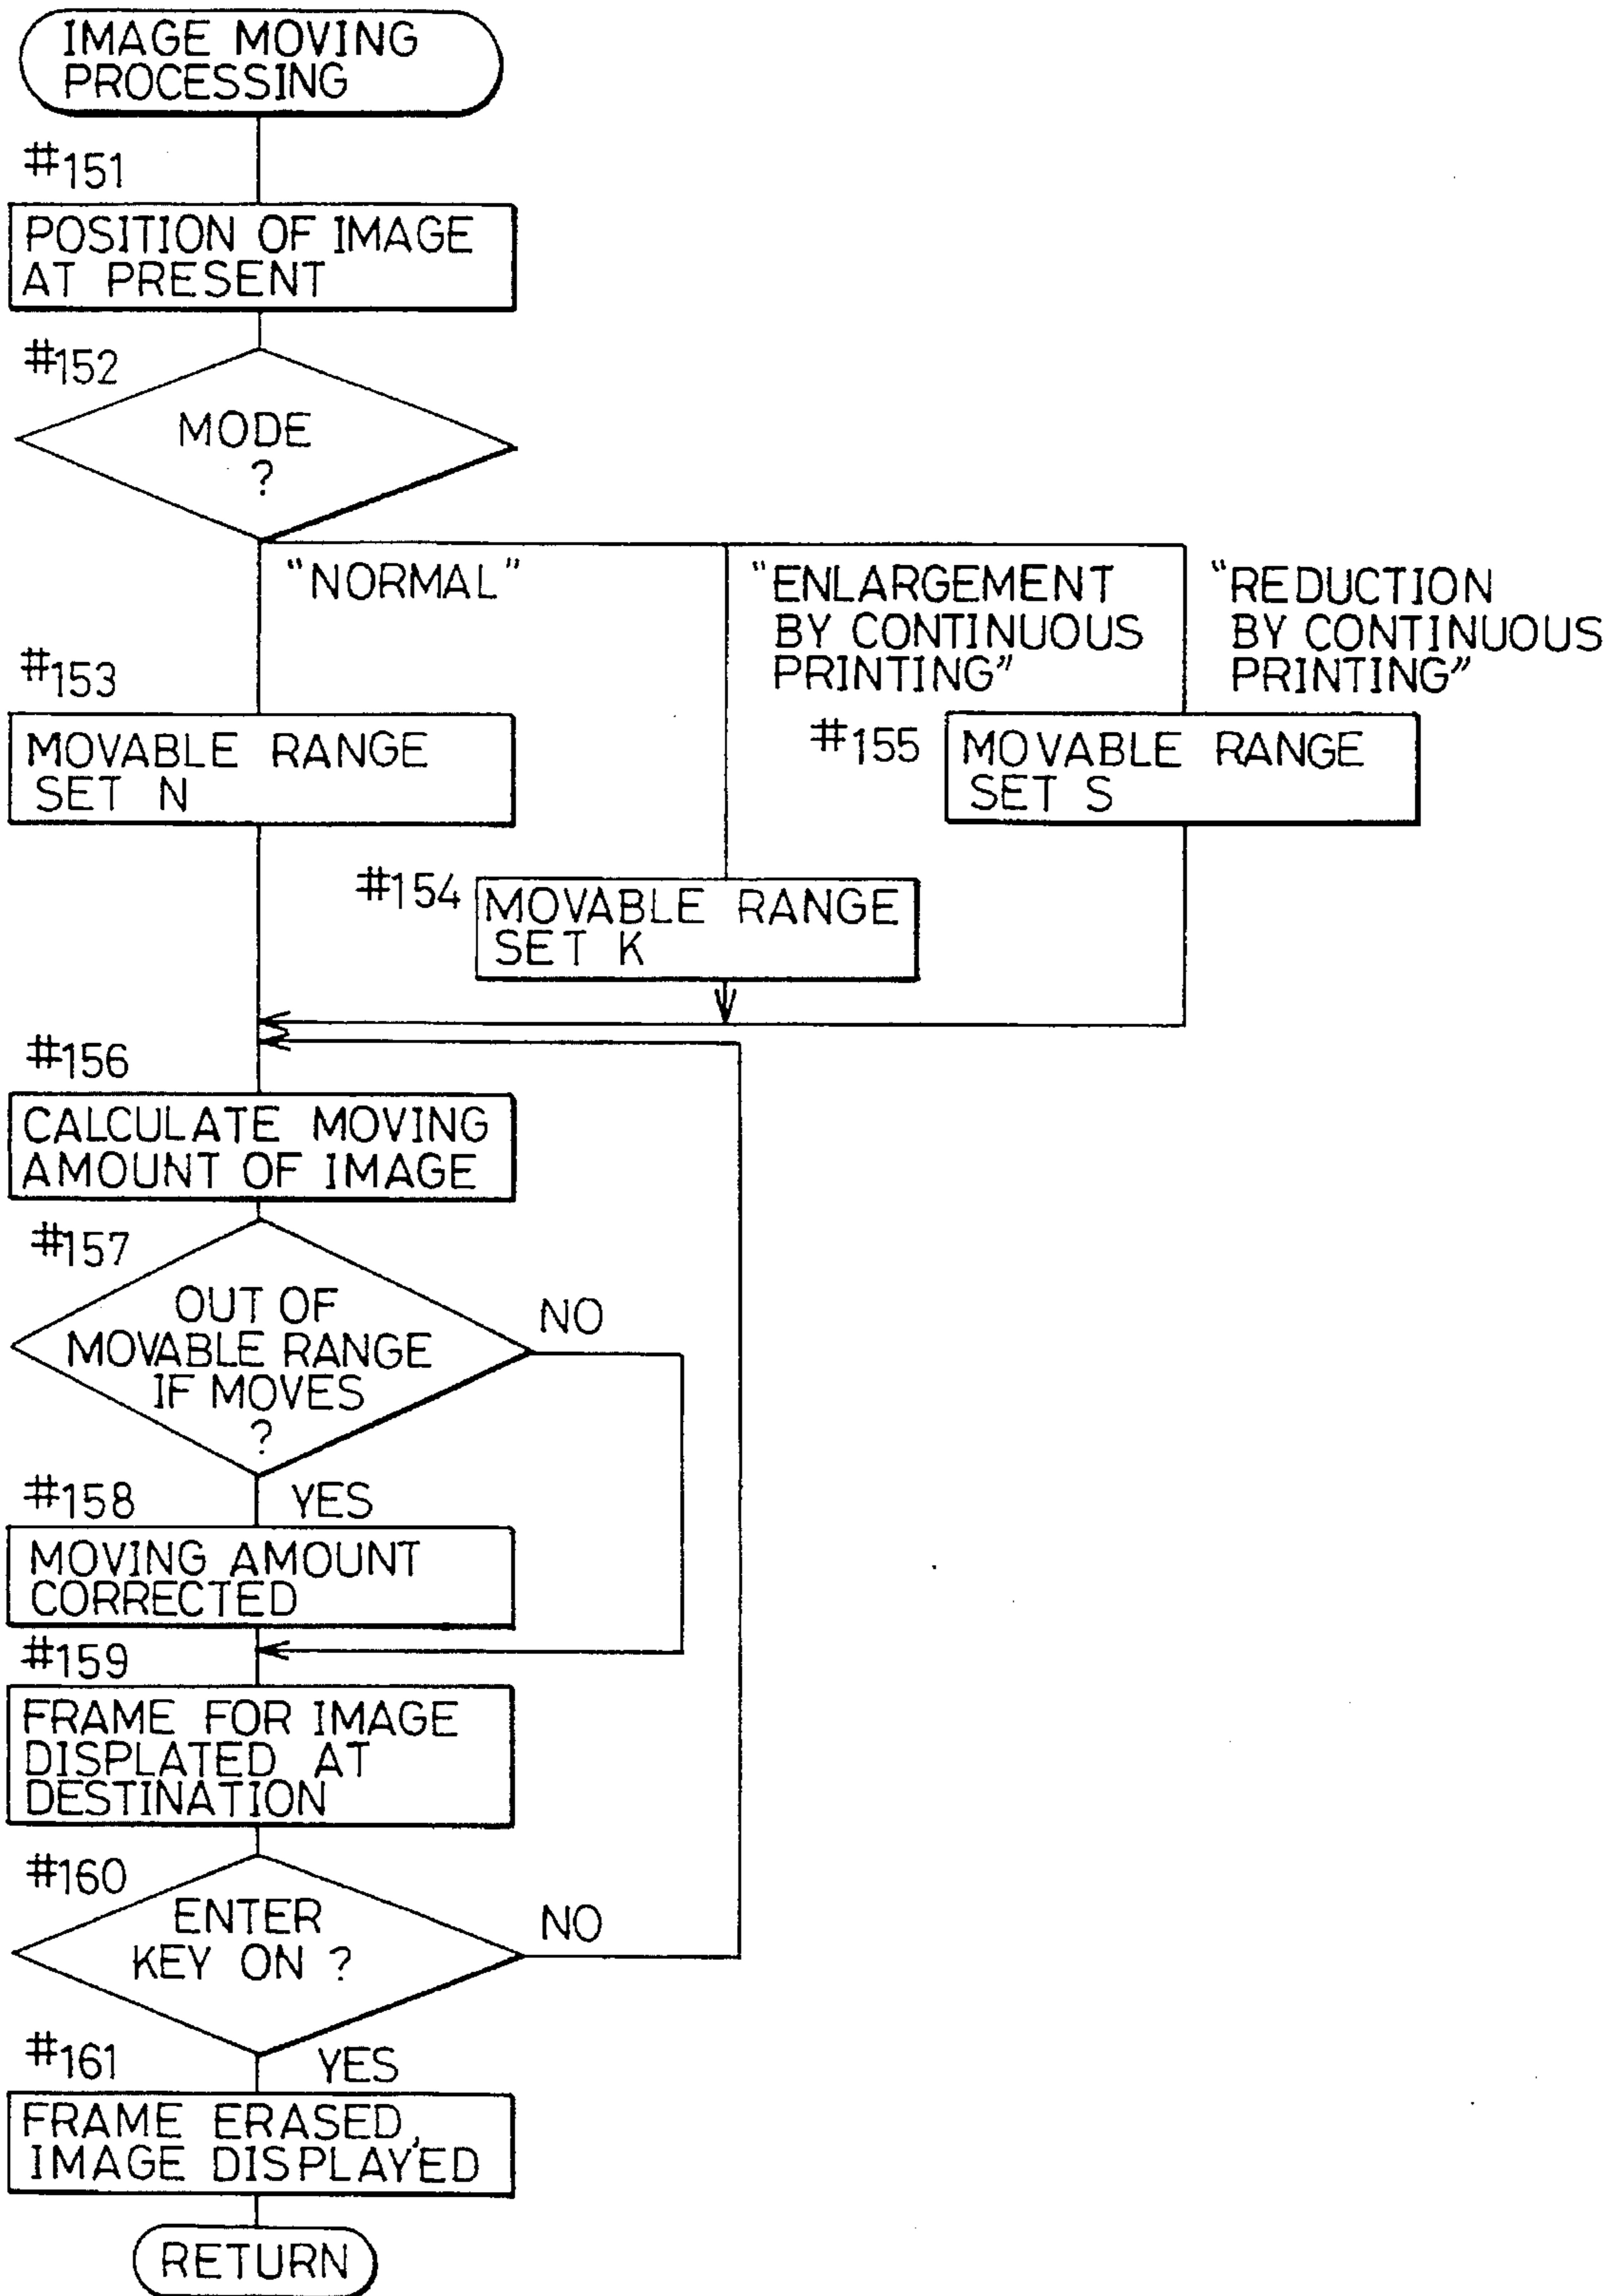 IMAGE MOVING
PROCESSING
#151
POSITION OF IMAGE
AT PRESENT
#152
MODE
?
"NORMAL"
"ENLARGEMENT
BY CONTINUOUS
PRINTING"
"REDUCTION
BY CONTINUOUS
PRINTING"
#153
MOVABLE RANGE
SET N
#155
MOVABLE RANGE
SET S
#154
MOVABLE RANGE
SET K
#156
CALCULATE MOVING
AMOUNT OF IMAGE
#157
OUT OF
MOVABLE RANGE
IF MOVES
?
NO
#158
YES
MOVING AMOUNT
CORRECTED
#159
FRAME FOR IMAGE
DISPLATED AT
DESTINATION
#160
ENTER
KEY ON ?
NO
#161
YES
FRAME ERASED,
IMAGE DISPLAYED
RETURN